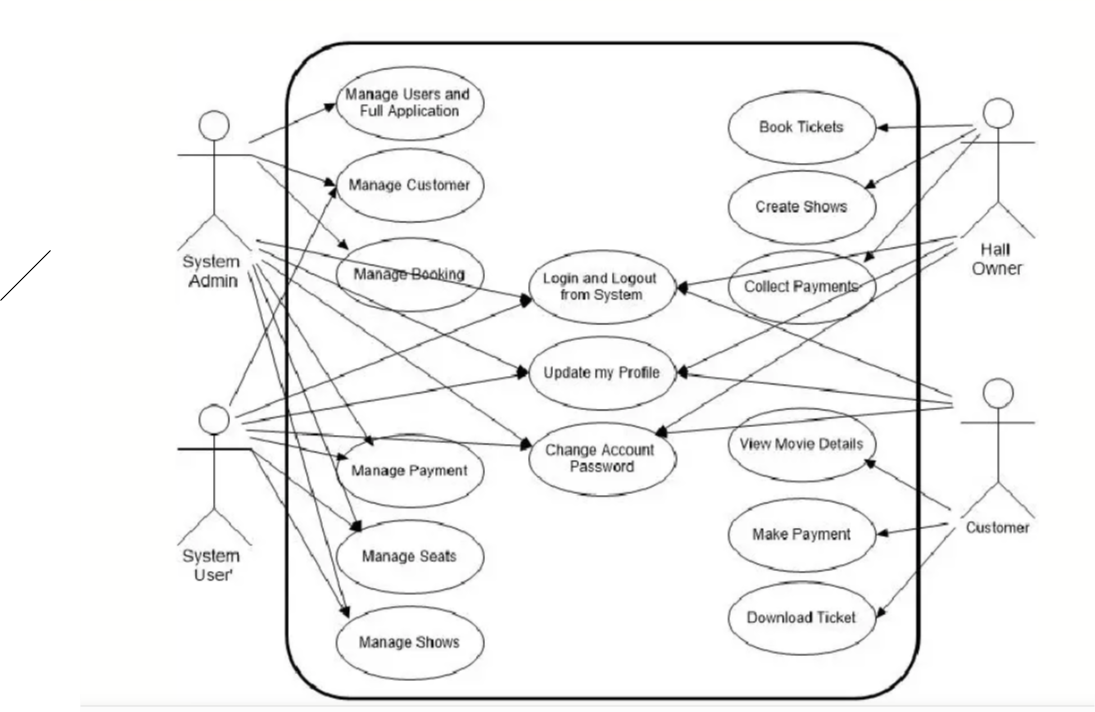 Manage Users and
Full Application
Manage Customer
Manage Booking
System
Admin
Login and Logout
from System
Update my Profile
Change Account
Password
Manage Payment
Manage Seats
Manage Shows
System
User'
Book Tickets
Create Shows
Collect Payments
Hall
Owner
View Movie Details
Make Payment
Download Ticket
Customer